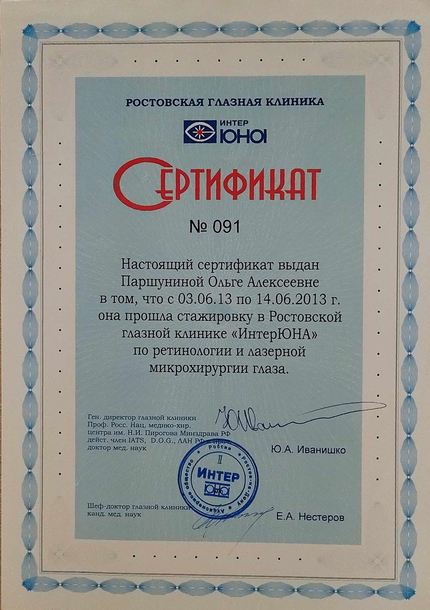 РОСТОВСКАЯ ГЛАЗНАЯ КЛИНИКА
ИНТЕР
ЮНА
СЕРТИФИКАТ
№ 091
Настоящий сертификат выдан
Паршуниной Ольге Алексеевне
в том, что с 03.06.13 по 14.06.2013 г.
она прошла стажировку в Ростовской
глазной клинике «ИнтерЮНА»
по ретинологии и лазерной
микрохирургии глаза.
Ген. директор глазной клиники
Проф. Росс. Нац. медико-хир.
центра им. Н.И. Пирогова Минздрава РФ
дейст. член IATS, D.O.G., ЛАН РФ
доктор мед. наук
Ю.А. Иванишко
ИНТЕР
ЮНА
Шеф-доктор глазной клиники
канд. мед. наук
Е.А. Нестеров